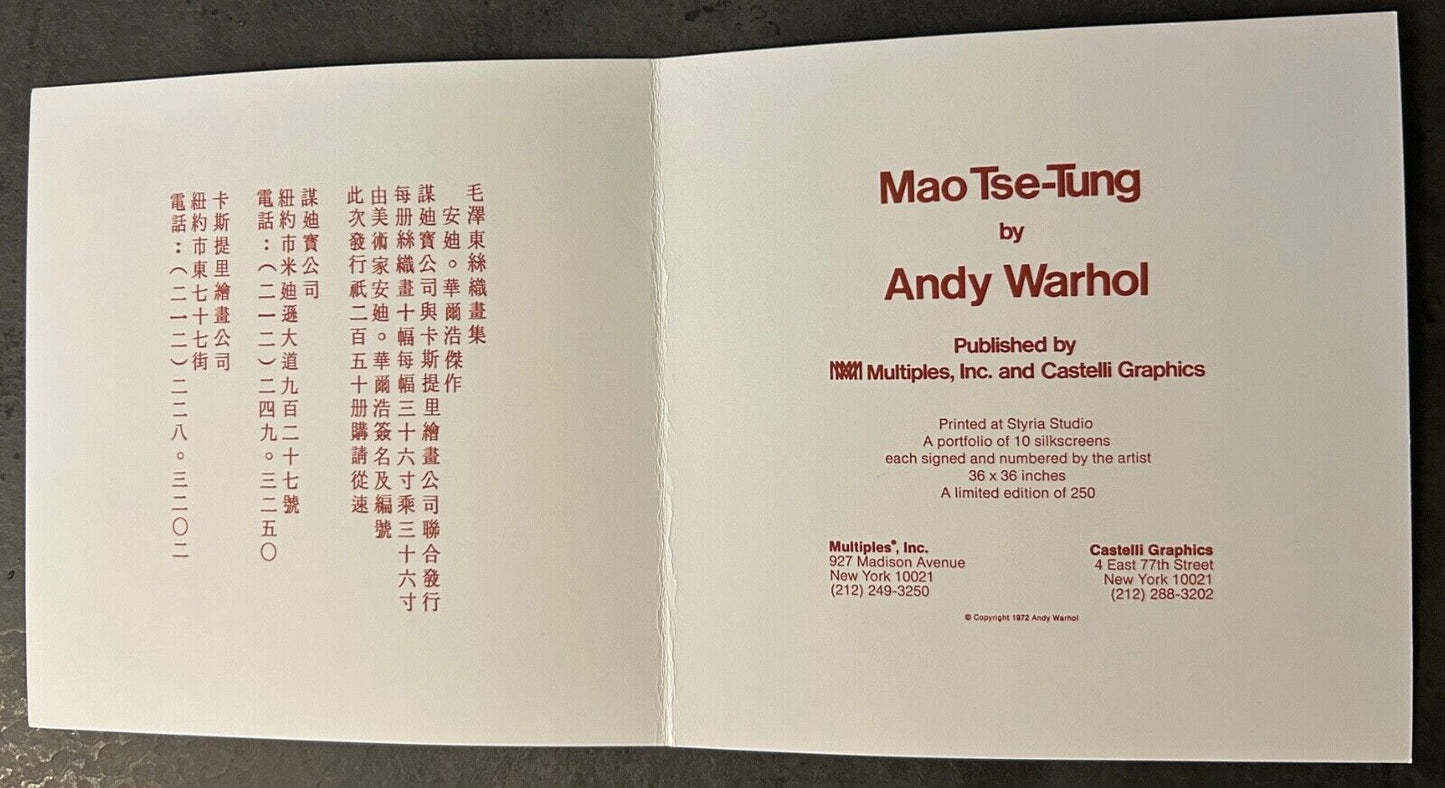 毛澤東絲織畫集
安迪。華爾浩傑作
謀迪寶公司與卡斯提里繪畫公司聯合發行
每册絲織畫十幅每幅三十六寸乘三十六寸
由美術家安迪。華爾浩簽名及編號
此次發行祇二百五十册購請從速
謀迪寶公司
紐約市米迪遜大道九百二十七號
電話：（二一二）二四九。三二五〇
卡斯提里繪畫公司
紐約市東七十七街
電話：（二一二）二二八。三二〇二
Mao Tse-Tung
by
Andy Warhol
Published by
Multiples, Inc. and Castelli Graphics
Printed at Styria Studio
A portfolio of 10 silkscreens
each signed and numbered by the artist
36 x 36 inches
A limited edition of 250
Multiples®, Inc.
927 Madison Avenue
New York 10021
(212) 249-3250
Castelli Graphics
4 East 77th Street
New York 10021
(212) 288-3202
© Copyright 1972 Andy Warhol